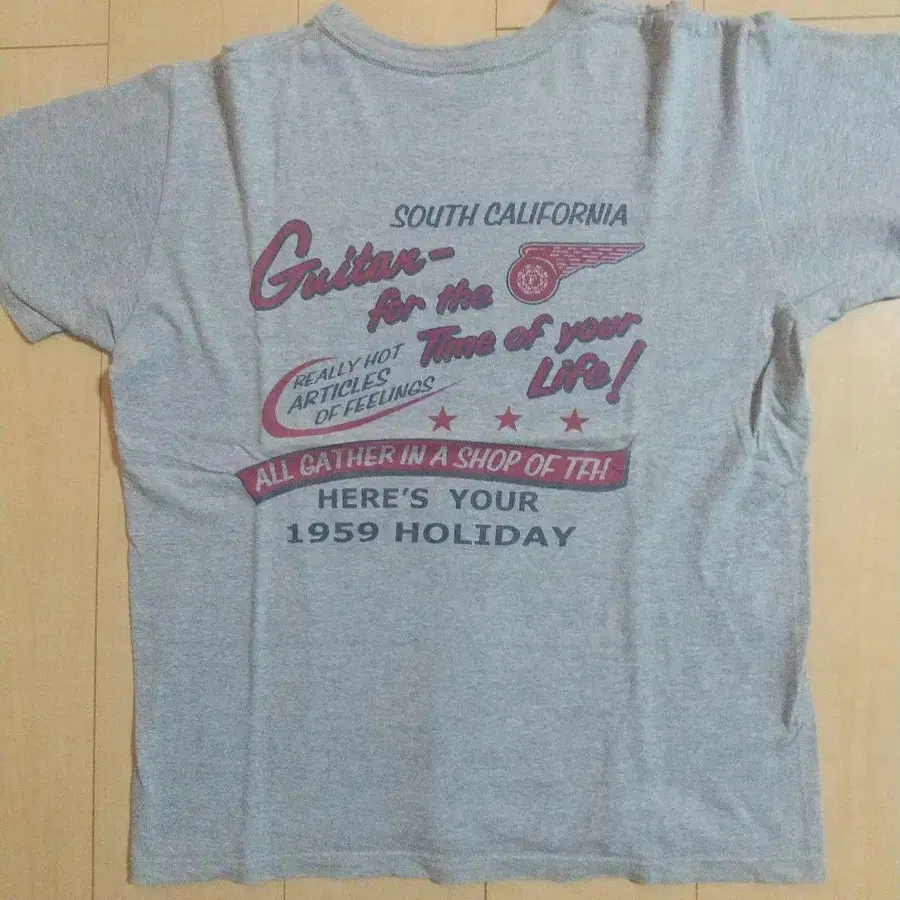 SOUTH CALIFORNIA
Guitar-
for the
Time of your
Life!
REALLY HOT
ARTICLES
OF FEELINGS
ALL GATHER IN A SHOP OF TFH
HERE'S YOUR
1959 HOLIDAY